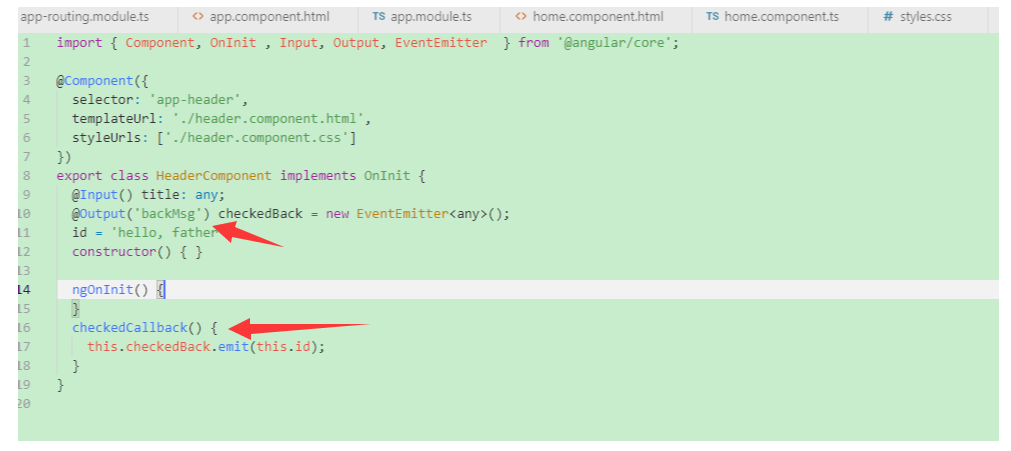 app-routing.module.ts <> app.component.html TS app.module.ts <> home.component.html TS home.component.ts # styles.css
1 import { Component, OnInit , Input, Output, EventEmitter } from '@angular/core';
2
3 @Component({
4 selector: 'app-header',
5 templateUrl: './header.component.html',
6 styleUrls: ['./header.component.css']
7 })
8 export class HeaderComponent implements OnInit {
9 @Input() title: any;
10 @Output('backMsg') checkedBack = new EventEmitter<any>();
11 id = 'hello, father
12 constructor() { }
13
14 ngOnInit() {
15 }
16 checkedCallback() {
17 this.checkedBack.emit(this.id);
18 }
19 }
20